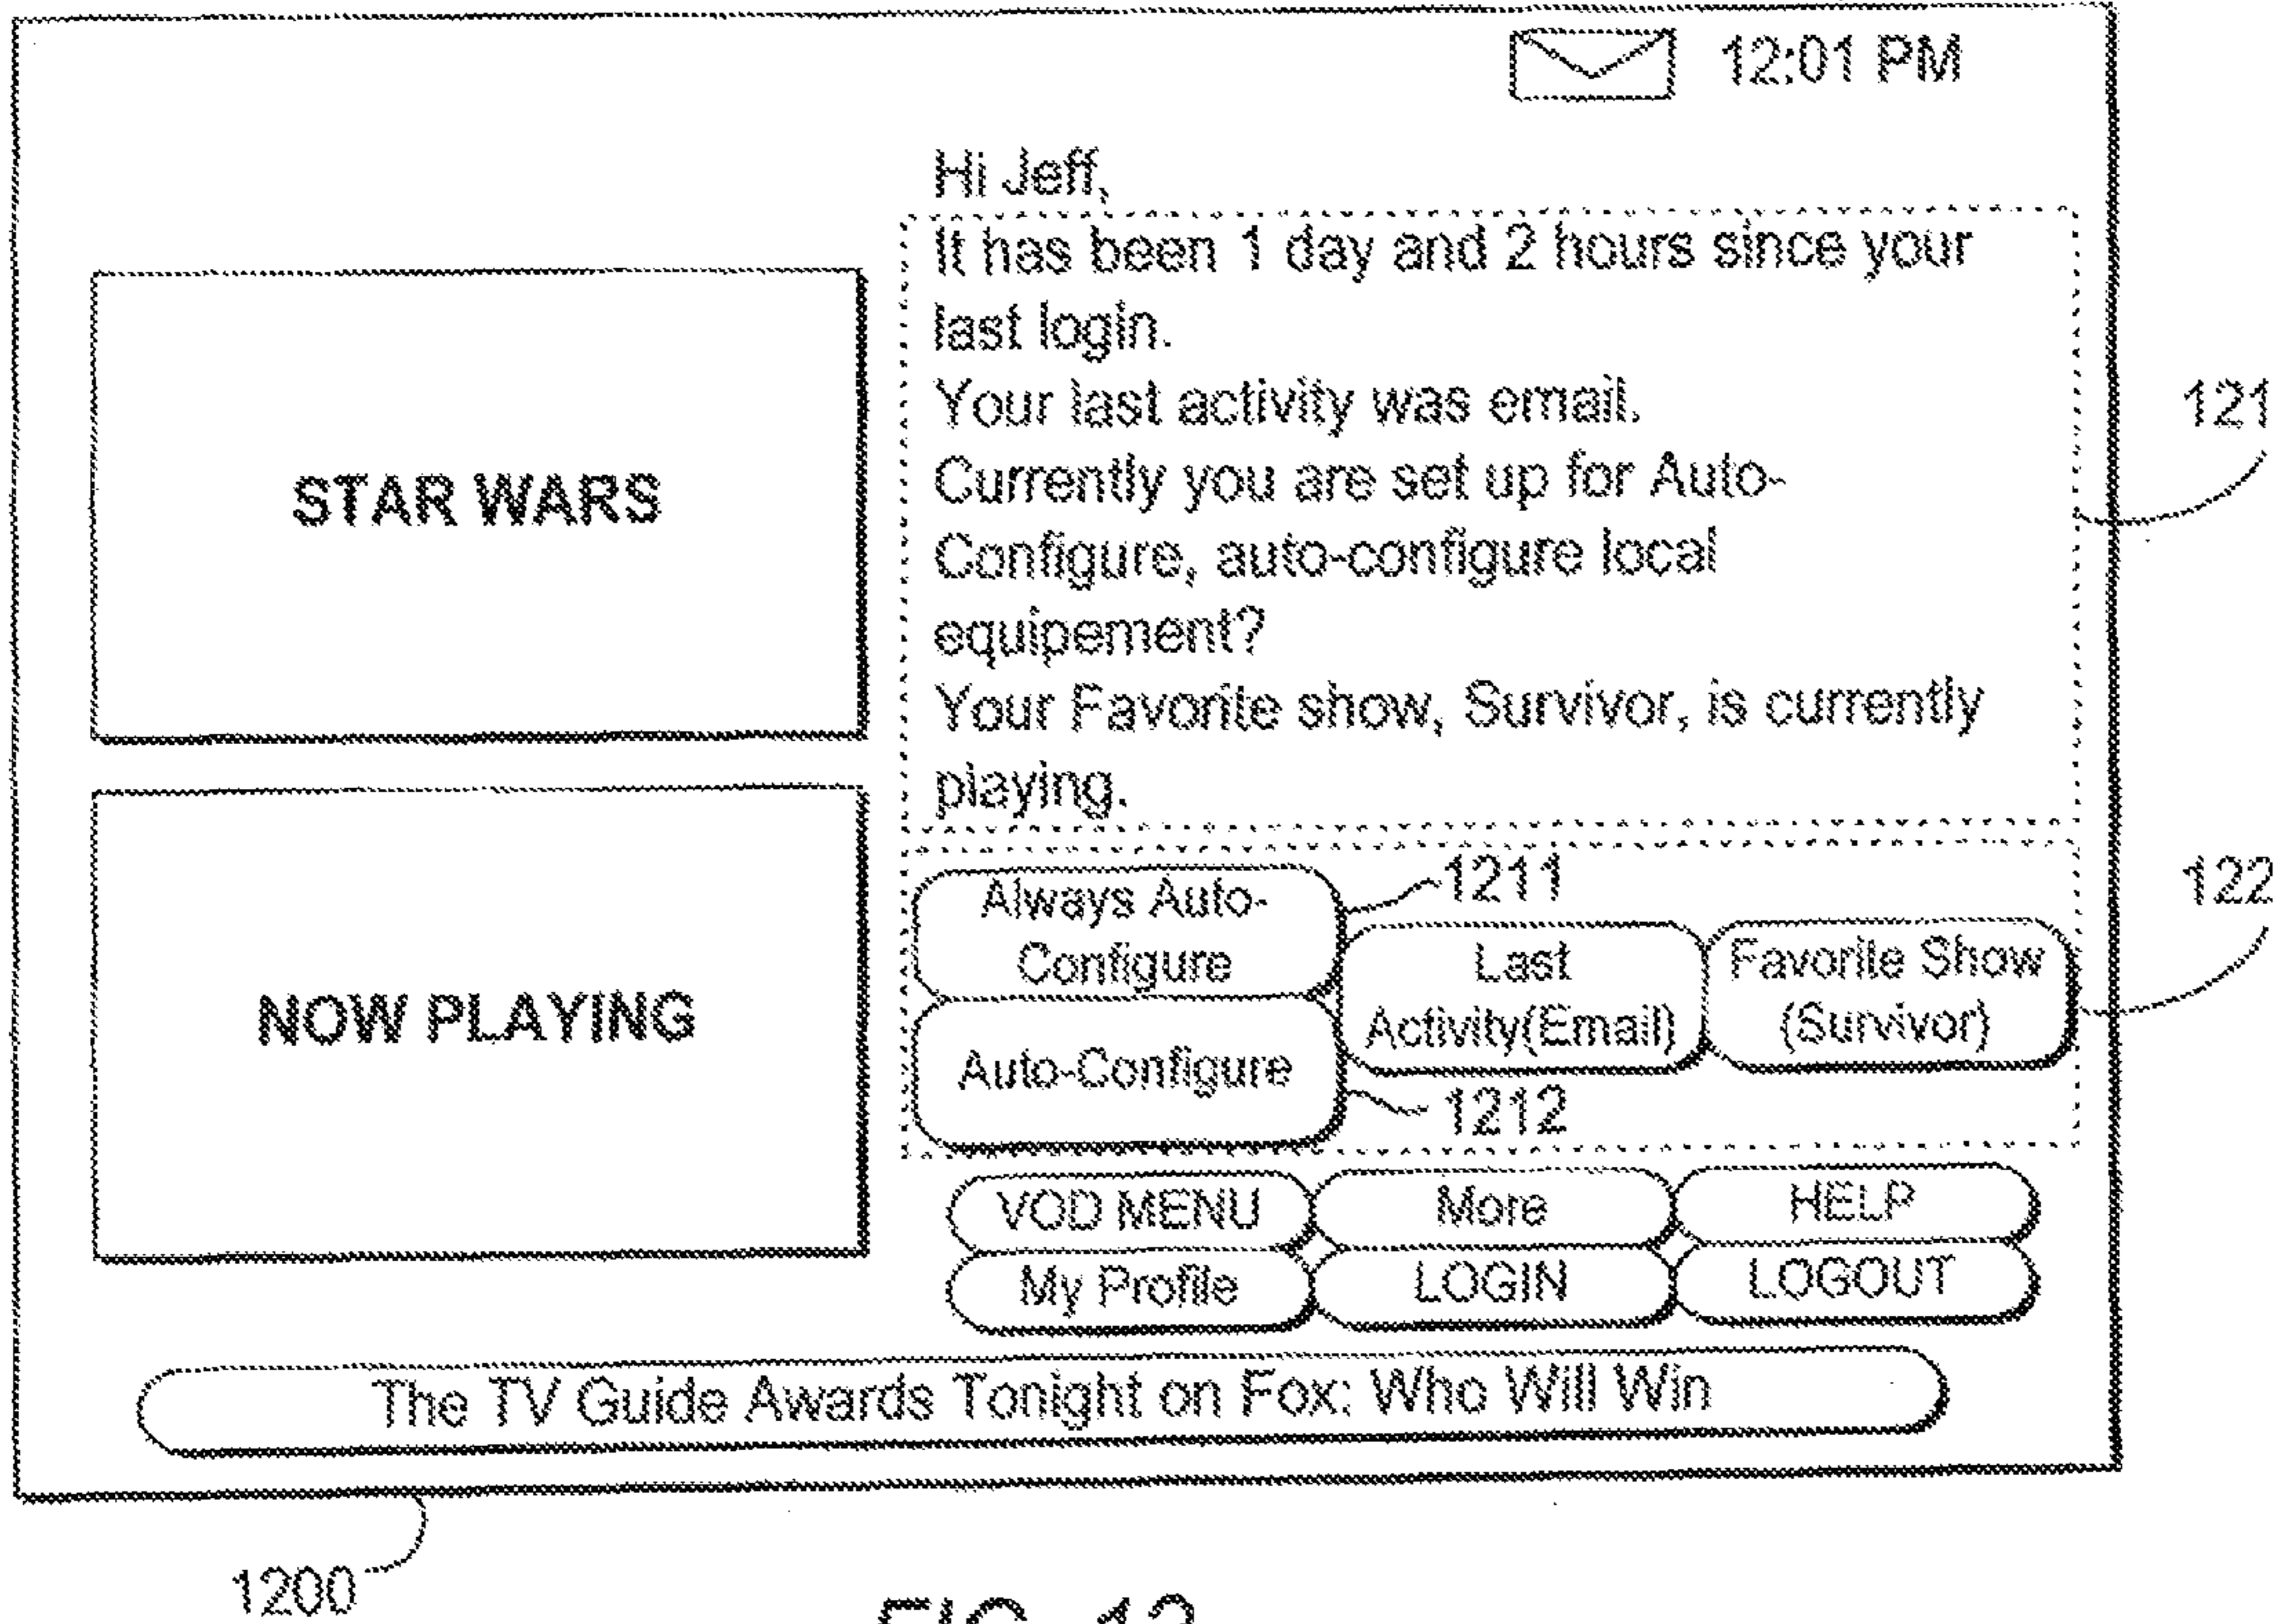 12:01 PM
Hi Jeff,
It has been 1 day and 2 hours since your
last login.
Your last activity was email.
Currently you are set up for Auto-
Configure, auto-configure local
equipement?
Your Favorite show, Survivor, is currently
playing.
STAR WARS
NOW PLAYING
121
122
1211
Always Auto-
Configure
Auto-Configure
1212
Last
Activity(Email)
Favorite Show
(Survivor)
VOD MENU
More
HELP
My Profile
LOGIN
LOGOUT
The TV Guide Awards Tonight on Fox: Who Will Win
1200
FIG.